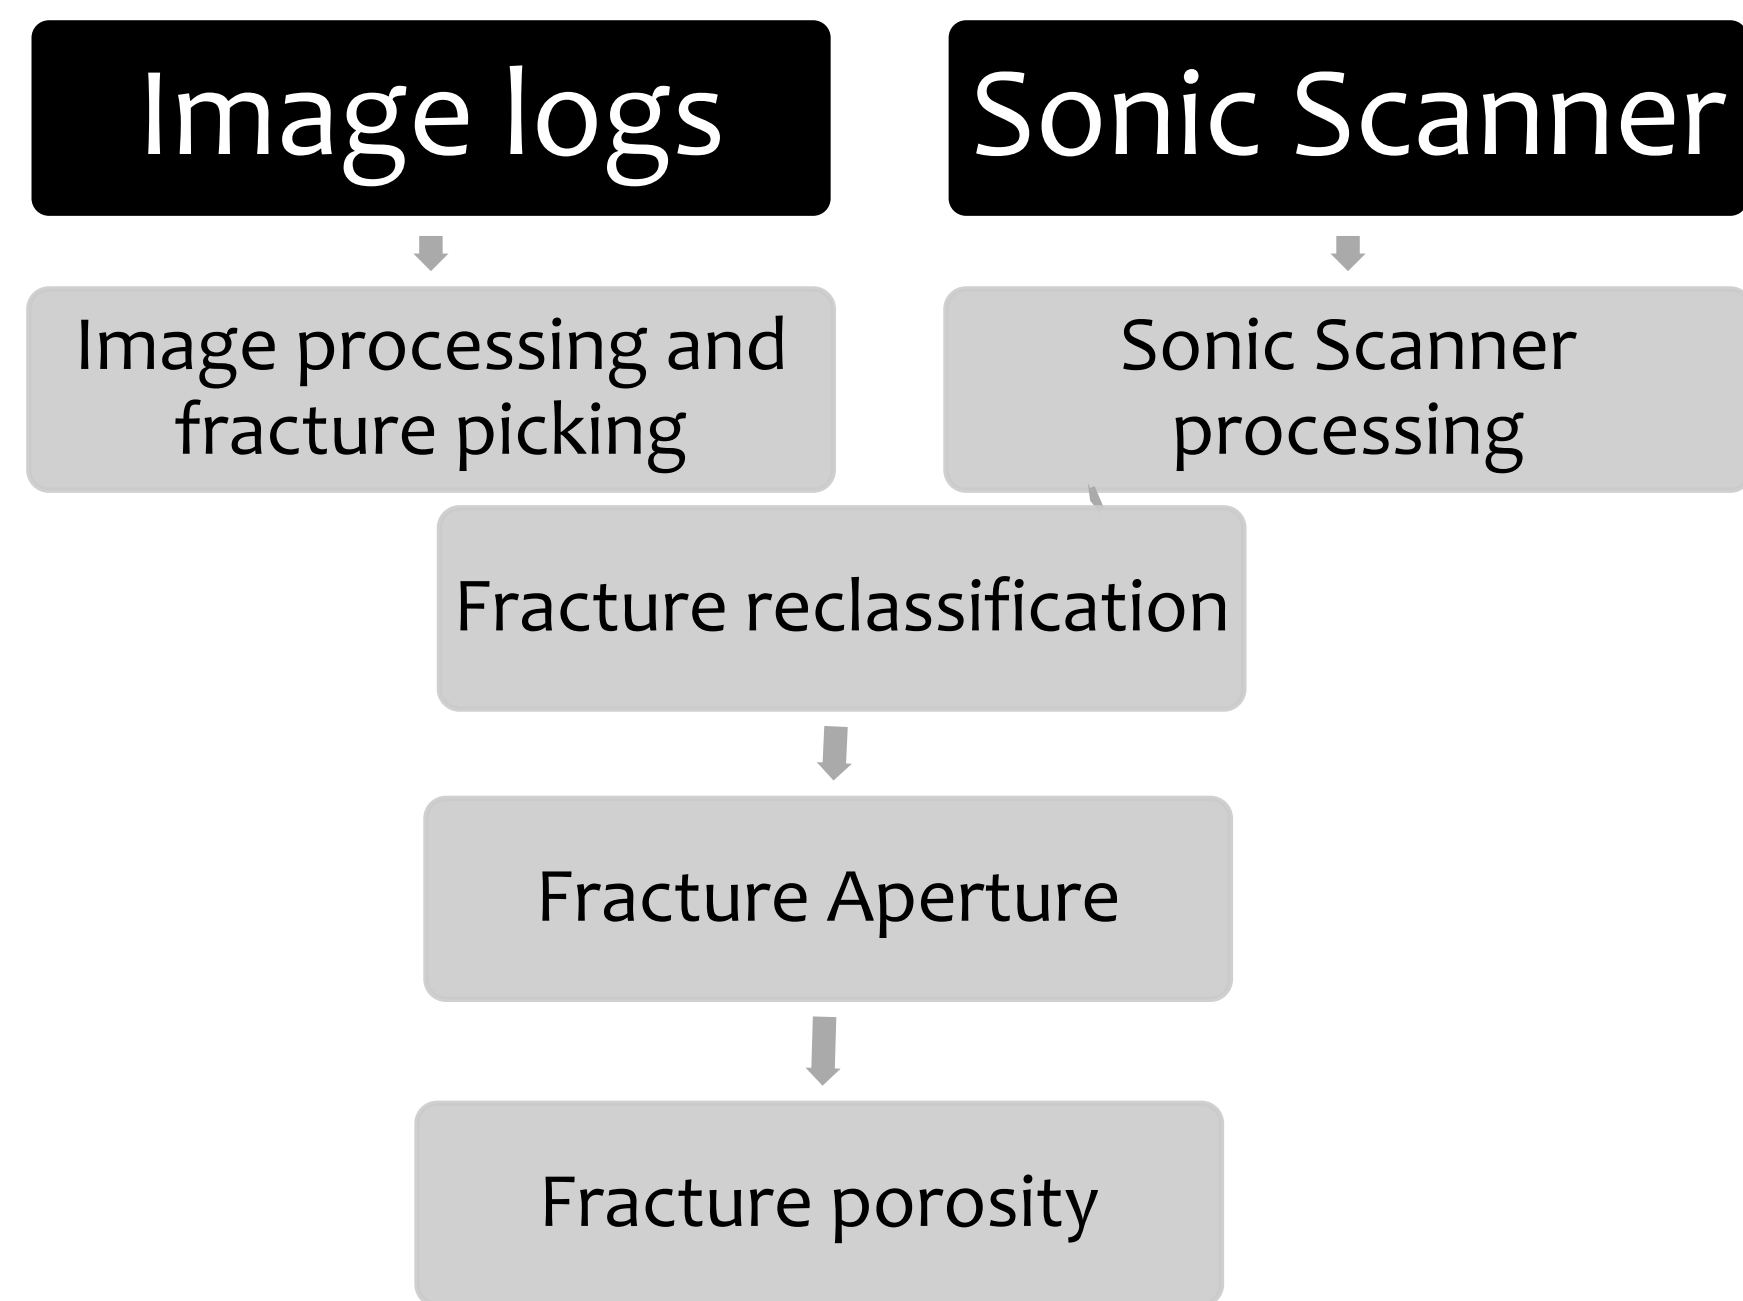 Image logs
Sonic Scanner
Image processing and
fracture picking
Sonic Scanner
processing
Fracture reclassification
Fracture Aperture
Fracture porosity